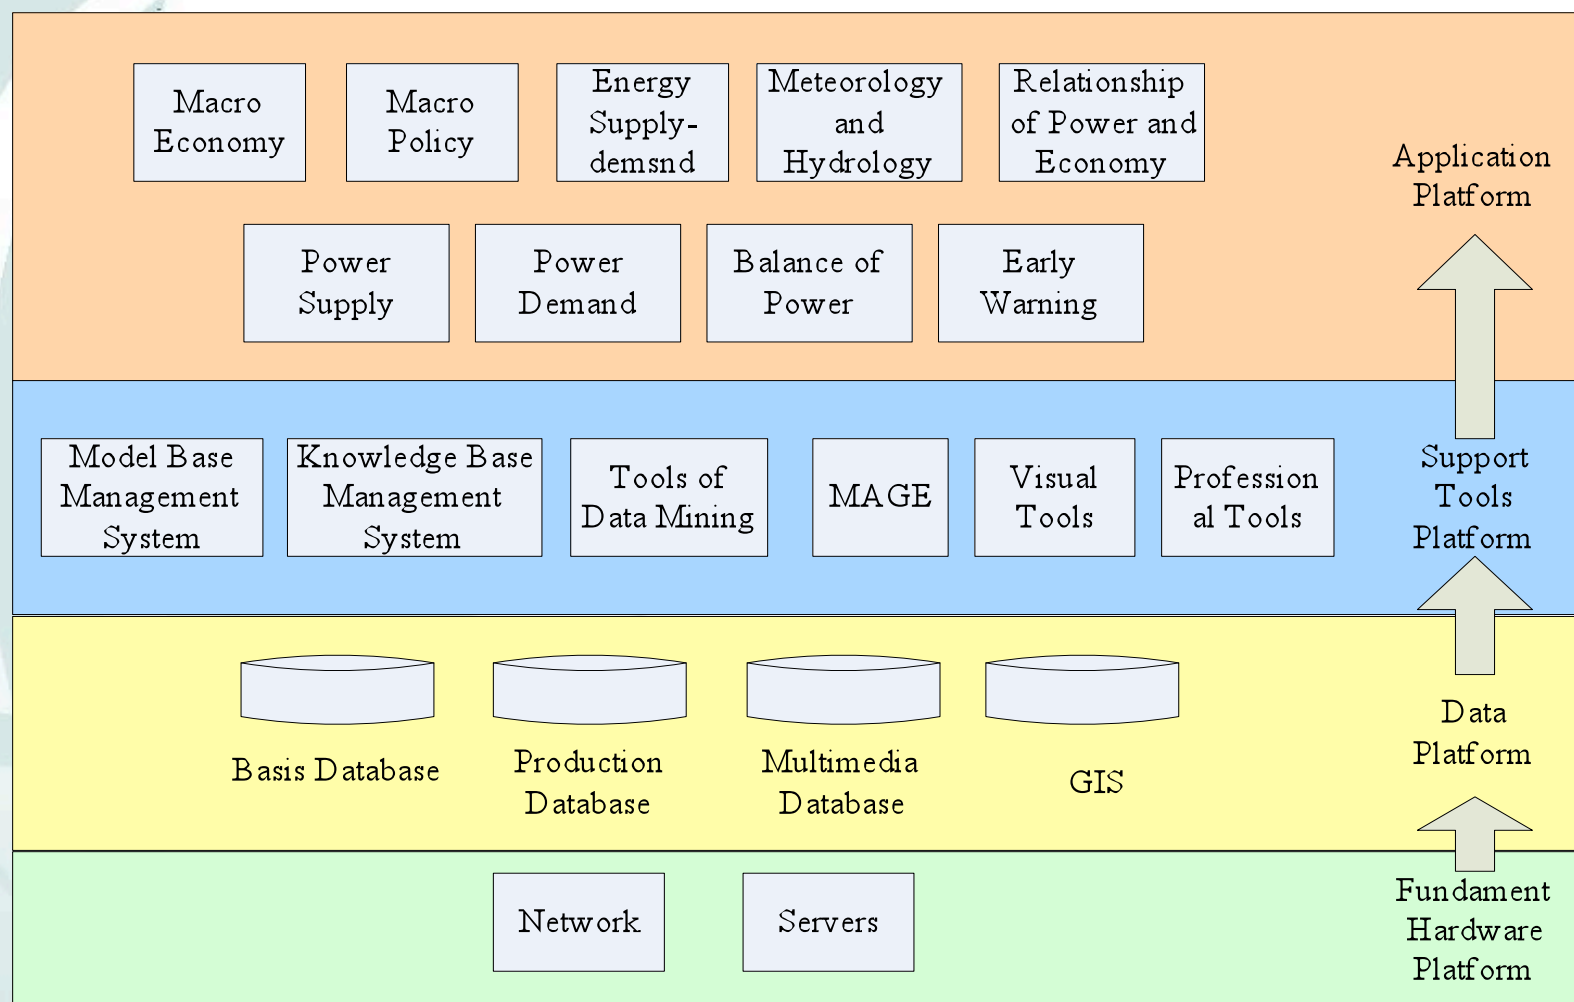 Macro
Economy
Macro
Policy
Energy
Supply-
demsnd
Meteorology
and
Hydrology
Relationship
of Power and
Economy
Application
Platform
Power
Supply
Power
Demand
Balance of
Power
Early
Warning
Model Base
Management
System
Knowledge Base
Management
System
Tools of
Data Mining
MAGE
Visual
Tools
Profession
al Tools
Support
Tools
Platform
Basis Database
Production
Database
Multimedia
Database
GIS
Data
Platform
Network
Servers
Fundament
Hardware
Platform